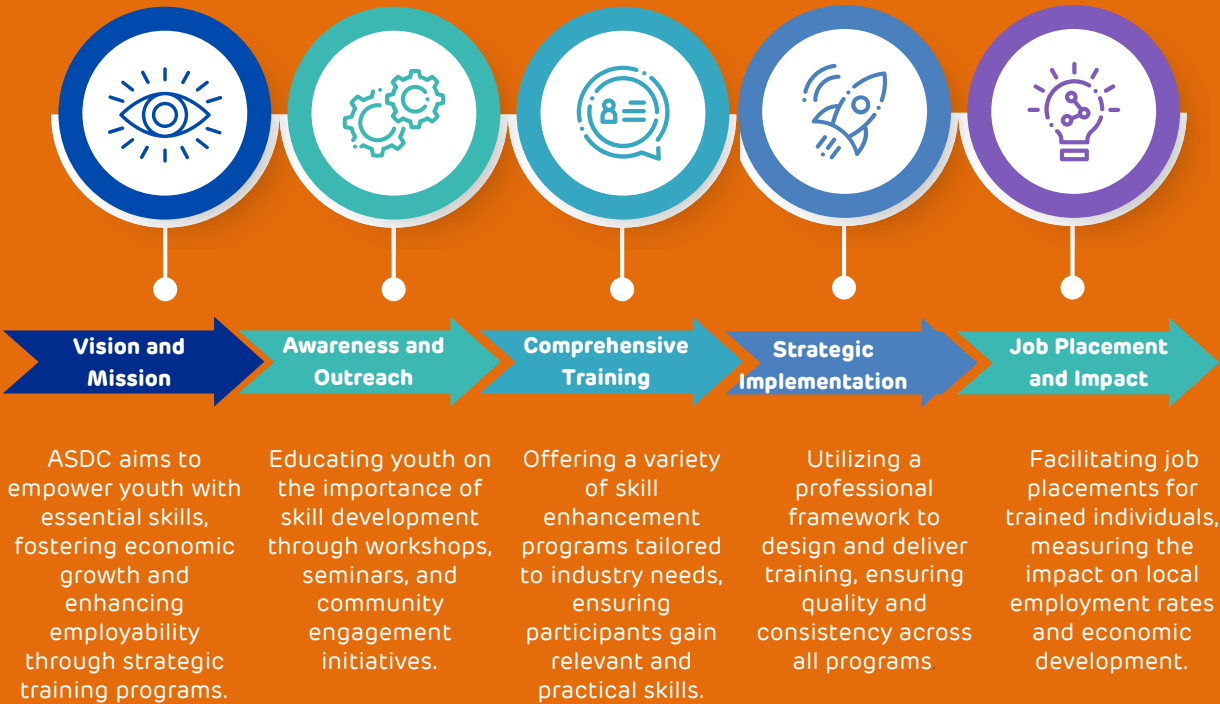 Vision and
Mission
Awareness and
Outreach
Comprehensive
Training
Strategic
Implementation
Job Placement
and Impact
ASDC aims to
empower youth with
essential skills,
fostering economic
growth and
enhancing
employability
through strategic
training programs.
Educating youth on
the importance of
skill development
through workshops,
seminars, and
community
engagement
initiatives.
Offering a variety
of skill
enhancement
programs tailored
to industry needs,
ensuring
participants gain
relevant and
practical skills.
Utilizing a
professional
framework to
design and deliver
training, ensuring
quality and
consistency across
all programs
Facilitating job
placements for
trained individuals,
measuring the
impact on local
employment rates
and economic
development.